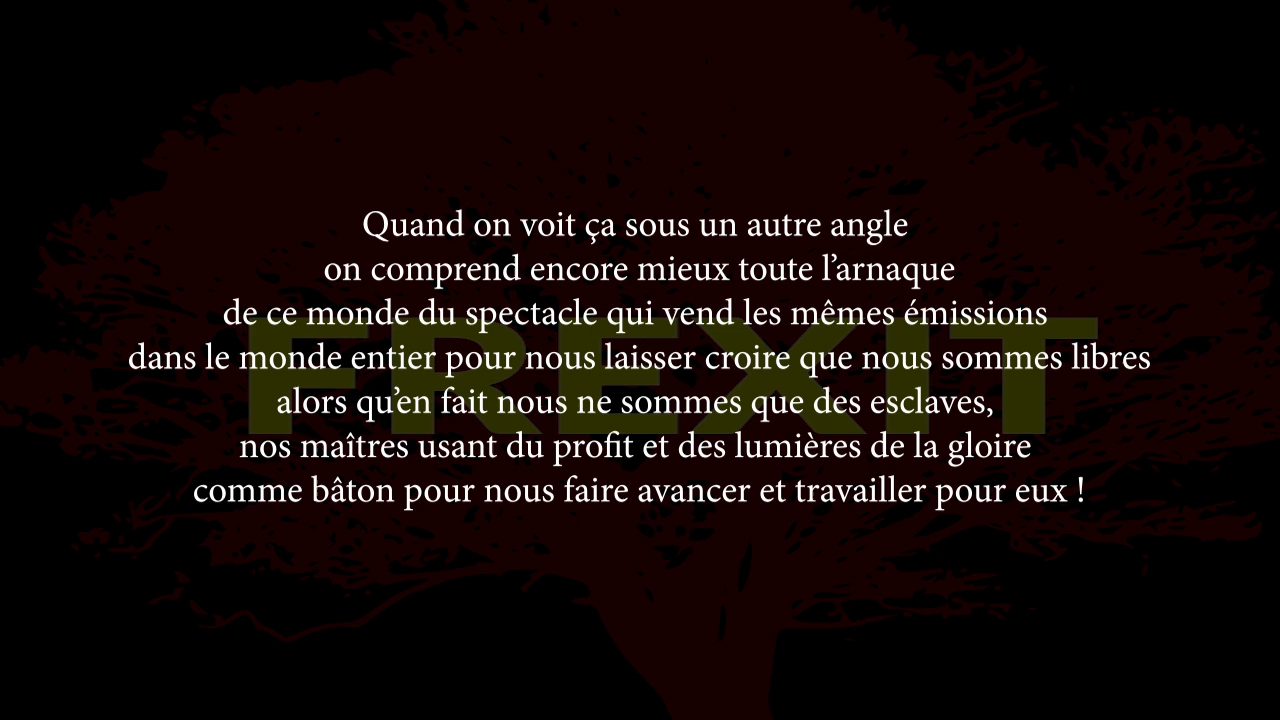 Quand on voit ça sous un autre angle
on comprend encore mieux toute l’arnaque
de ce monde du spectacle qui vend les mêmes émissions
FREXIT
dans le monde entier pour nous laisser croire que nous sommes libres
alors qu’en fait nous ne sommes que des esclaves,
nos maîtres usant du profit et des lumières de la gloire
comme bâton pour nous faire avancer et travailler pour eux !